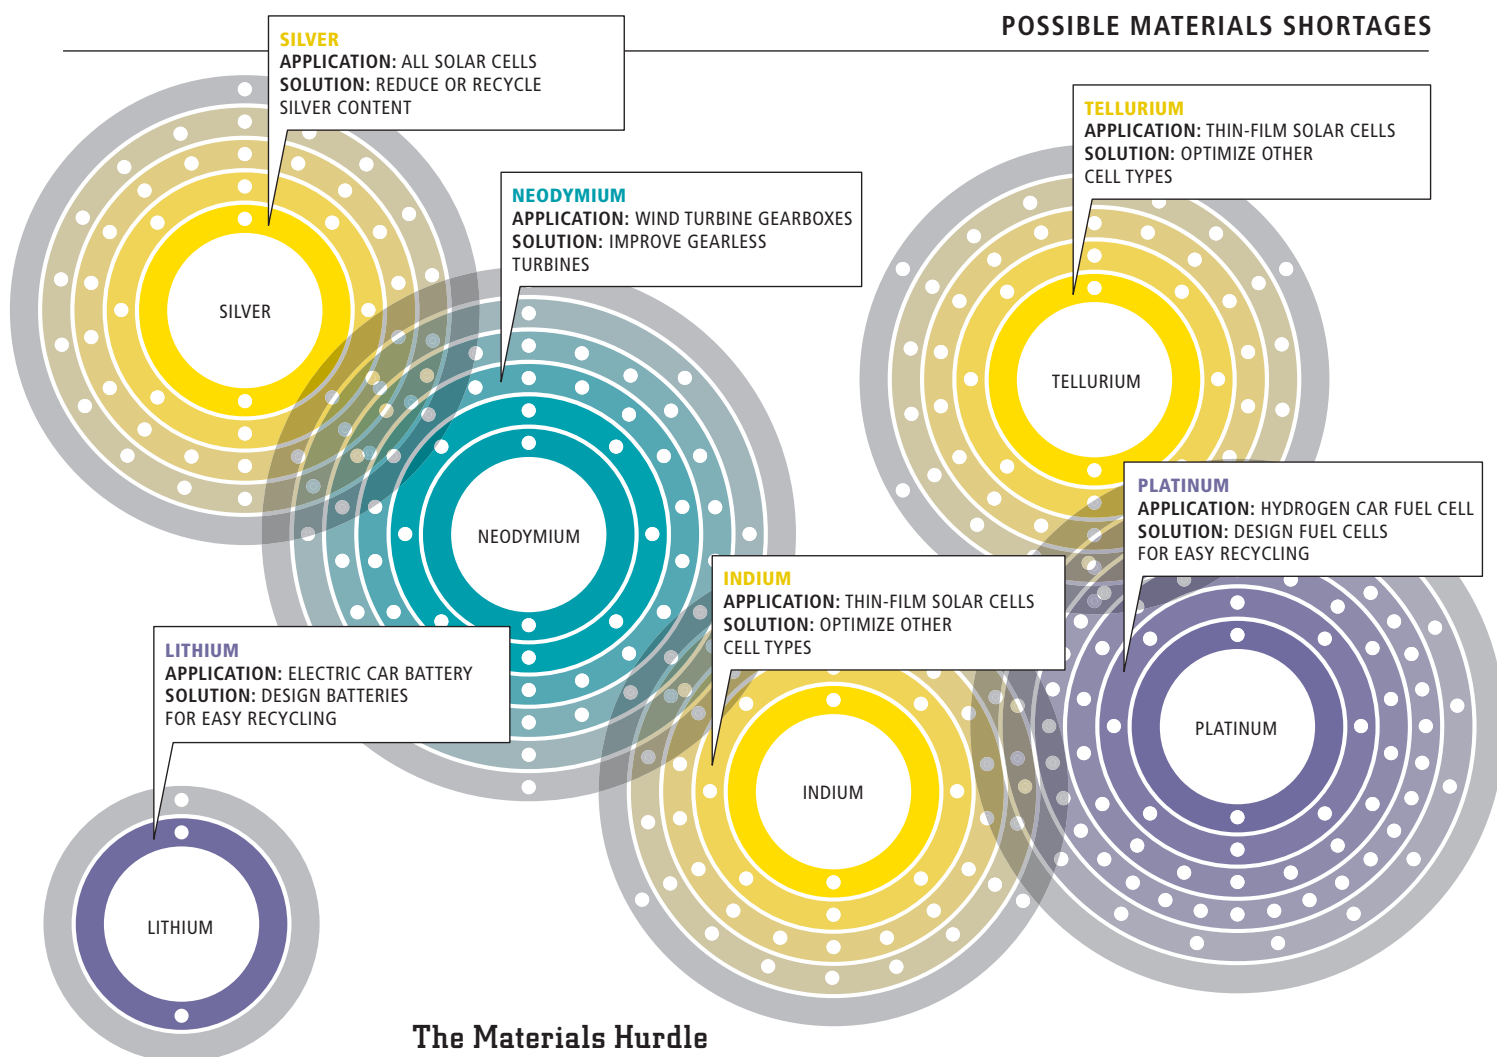 POSSIBLE MATERIALS SHORTAGES
SILVER
APPLICATION: ALL SOLAR CELLS
SOLUTION: REDUCE OR RECYCLE
SILVER CONTENT
TELLURIUM
APPLICATION: THIN-FILM SOLAR CELLS
SOLUTION: OPTIMIZE OTHER
CELL TYPES
NEODYMIUM
APPLICATION: WIND TURBINE GEARBOXES
SOLUTION: IMPROVE GEARLESS
TURBINES
SILVER
TELLURIUM
PLATINUM
APPLICATION: HYDROGEN CAR FUEL CELL
SOLUTION: DESIGN FUEL CELLS
FOR EASY RECYCLING
NEODYMIUM
INDIUM
APPLICATION: THIN-FILM SOLAR CELLS
SOLUTION: OPTIMIZE OTHER
CELL TYPES
LITHIUM
APPLICATION: ELECTRIC CAR BATTERY
SOLUTION: DESIGN BATTERIES
FOR EASY RECYCLING
PLATINUM
INDIUM
LITHIUM
The Materials Hurdle